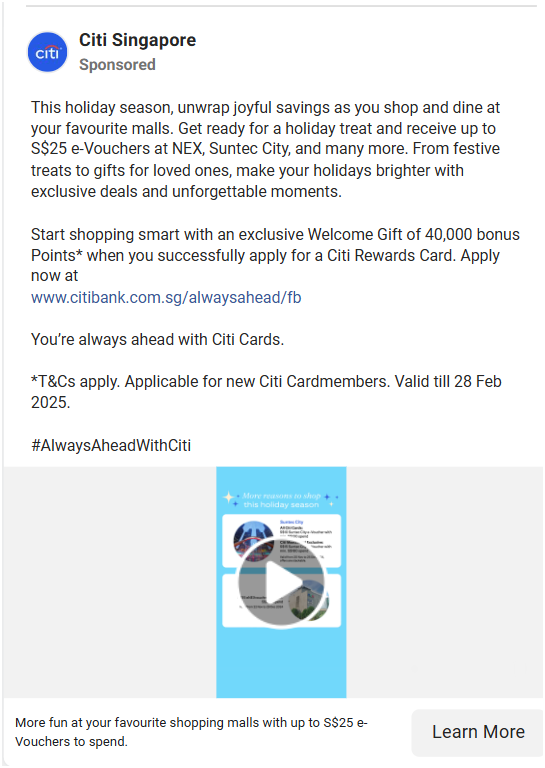 citi
Citi Singapore
Sponsored
This holiday season, unwrap joyful savings as you shop and dine at
your favourite malls. Get ready for a holiday treat and receive up to
S$25 e-Vouchers at NEX, Suntec City, and many more. From festive
treats to gifts for loved ones, make your holidays brighter with
exclusive deals and unforgettable moments.
Start shopping smart with an exclusive Welcome Gift of 40,000 bonus
Points* when you successfully apply for a Citi Rewards Card. Apply
now at
www.citibank.com.sg/alwaysahead/fb
You’re always ahead with Citi Cards.
*T&Cs apply. Applicable for new Citi Cardmembers. Valid till 28 Feb
2025.
#AlwaysAheadWithCiti
More reasons to shop
this holiday season
Suntec City
More fun at your favourite shopping malls with up to S$25 e-
Vouchers to spend.
Learn More